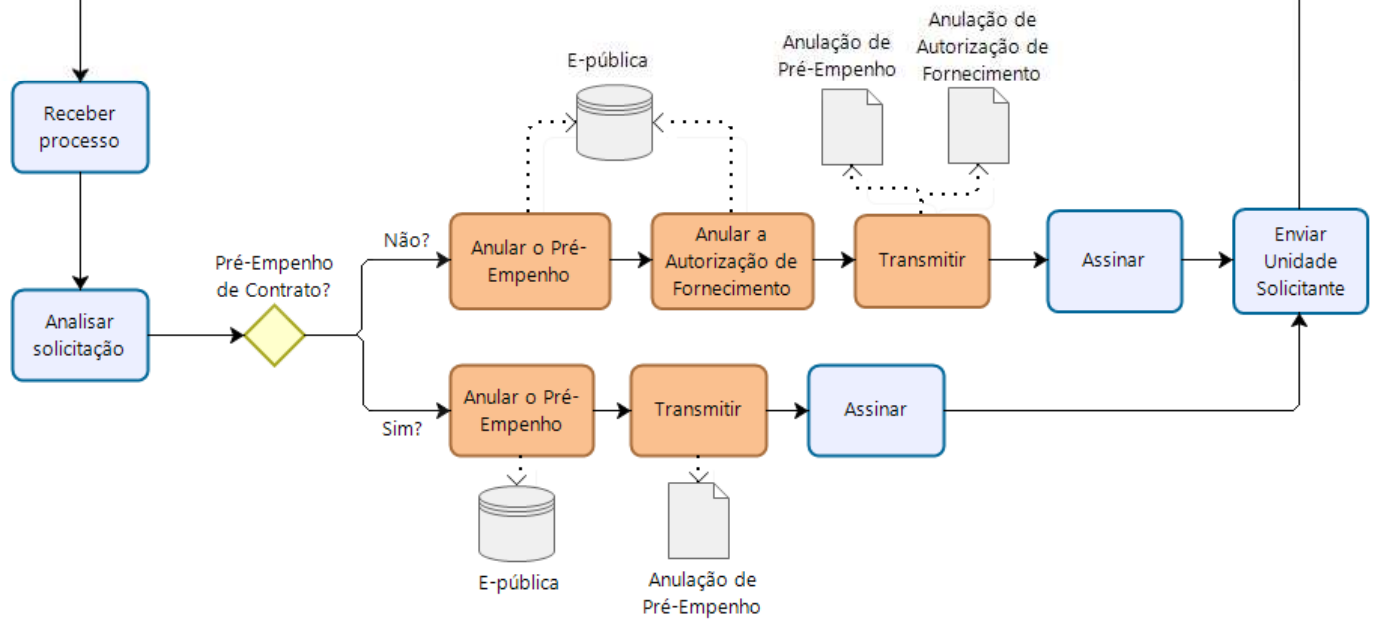 Receber
processo
Analisar
solicitação
Pré-Empenho
de Contrato?
Não?
Sim?
E-pública
Anulação de
Pré-Empenho
Anulação de
Autorização de
Fornecimento
Anular o Pré-
Empenho
Anular a
Autorização de
Fornecimento
Transmitir
Assinar
Enviar
Unidade
Solicitante
Anular o Pré-
Empenho
Transmitir
Assinar
E-pública
Anulação de
Pré-Empenho